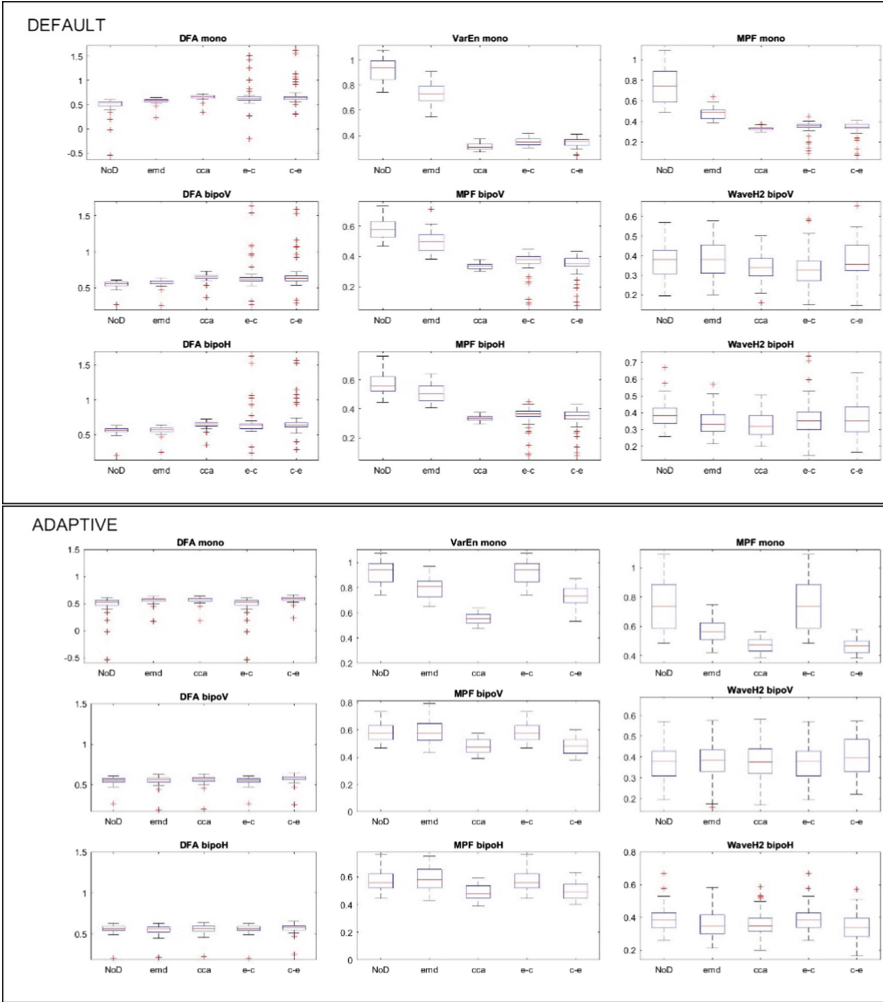 DEFAULT
DFA mono
1.5
1
0.5
0
-0.5
NoD emd cca e-c c-e
VarEn mono
1
0.8
0.6
0.4
NoD emd cca e-c c-e
MPF mono
1
0.8
0.6
0.4
0.2
NoD emd cca e-c c-e
DFA bipoV
1.5
1
0.5
NoD emd cca e-c c-e
MPF bipoV
0.6
0.4
0.2
NoD emd cca e-c c-e
WaveH2 bipoV
0.6
0.5
0.4
0.3
0.2
NoD emd cca e-c c-e
DFA bipoH
1.5
1
0.5
NoD emd cca e-c c-e
MPF bipoH
0.6
0.4
0.2
NoD emd cca e-c c-e
WaveH2 bipoH
0.7
0.6
0.5
0.4
0.3
0.2
NoD emd cca e-c c-e
ADAPTIVE
DFA mono
1.5
1
0.5
0
-0.5
NoD emd cca e-c c-e
VarEn mono
1
0.8
0.6
0.4
0.2
NoD emd cca e-c c-e
MPF mono
1
0.8
0.6
0.4
NoD emd cca e-c c-e
DFA bipoV
1.5
1
0.5
NoD emd cca e-c c-e
MPF bipoV
0.8
0.6
0.4
0.2
0
NoD emd cca e-c c-e
WaveH2 bipoV
0.6
0.5
0.4
0.3
0.2
NoD emd cca e-c c-e
DFA bipoH
1.5
1
0.5
NoD emd cca e-c c-e
MPF bipoH
0.6
0.4
0.2
0
NoD emd cca e-c c-e
WaveH2 bipoH
0.8
0.6
0.4
0.2
NoD emd cca e-c c-e